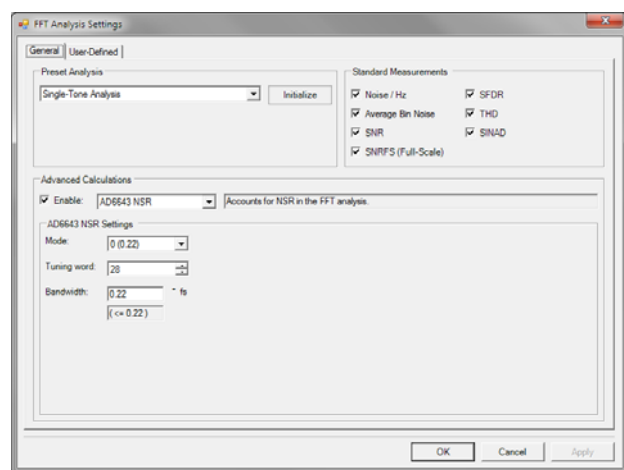 FFT Analysis Settings
General
User-Defined
Preset Analysis
Single-Tone Analysis
Initialize
Standard Measurements
Noise / Hz
SFDR
Average Bin Noise
THD
SNR
SINAD
SNRFS (Full-Scale)
Advanced Calculations
Enable:
AD6643 NSR
Accounts for NSR in the FFT analysis.
AD6643 NSR Settings
Mode:
0 (0.22)
Tuning word:
28
Bandwidth:
0.22
* fs
( <= 0.22 )
OK
Cancel
Apply